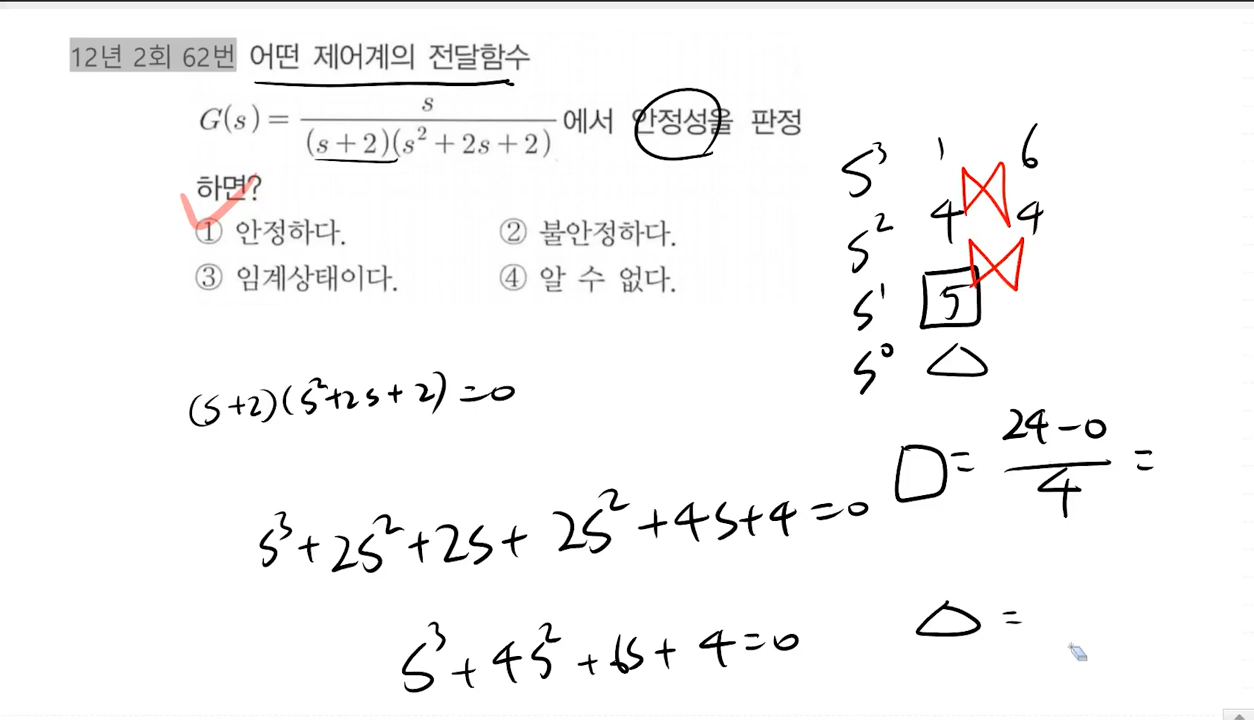 12년 2회 62번 어떤 제어계의 전달함수
G(s) = s / (s+2)(s²+2s+2) 에서 안정성을 판정
하면?
① 안정하다. ② 불안정하다.
③ 임계상태이다. ④ 알 수 없다.
S³ 1 6
S² 4 4
S¹ 5
S⁰ △
(S+2)(S²+2S+2)=0
□ = 24-0 / 4 =
S³+2S²+2S+2S²+4S+4=0
△ =
S³+4S²+6S+4=0